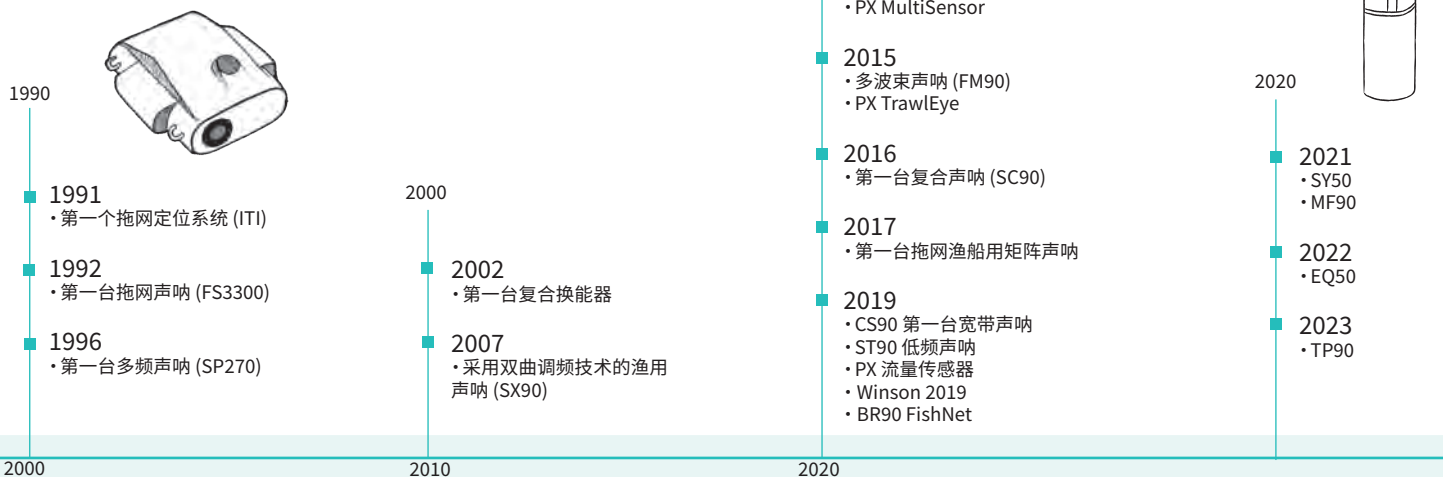 1990
1991
・第一个拖网定位系统 (ITI)
1992
・第一台拖网声呐 (FS3300)
1996
・第一台多频声呐 (SP270)
2000
2000
2002
・第一台复合换能器
2007
・采用双曲调频技术的渔用
声呐 (SX90)
2010
・PX MultiSensor
2015
・多波束声呐 (FM90)
・PX TrawlEye
2016
・第一台复合声呐 (SC90)
2017
・第一台拖网渔船用矩阵声呐
2019
・CS90 第一台宽带声呐
・ST90 低频声呐
・PX 流量传感器
・Winson 2019
・BR90 FishNet
2020
2020
2021
・SY50
・MF90
2022
・EQ50
2023
・TP90